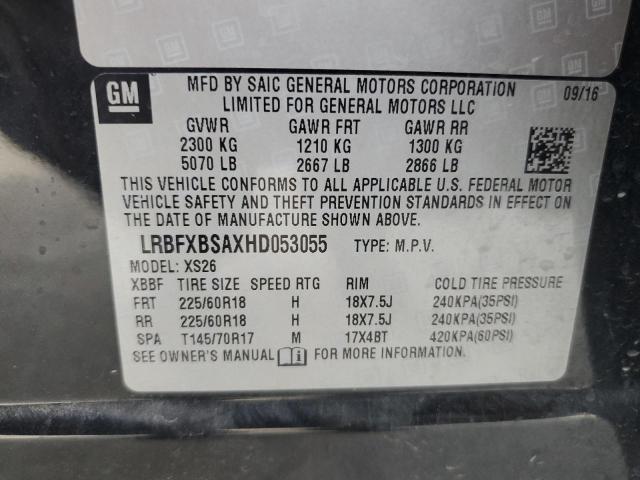 GM
MFD BY SAIC GENERAL MOTORS CORPORATION 09/16
LIMITED FOR GENERAL MOTORS LLC
GVWR GAWR FRT GAWR RR
2300 KG 1210 KG 1300 KG
5070 LB 2667 LB 2866 LB
THIS VEHICLE CONFORMS TO ALL APPLICABLE U.S. FEDERAL MOTOR
VEHICLE SAFETY AND THEFT PREVENTION STANDARDS IN EFFECT ON
THE DATE OF MANUFACTURE SHOWN ABOVE.
LRBFXBSAXHD053055 TYPE: M.P.V.
MODEL: XS26
XBBF TIRE SIZE SPEED RTG RIM COLD TIRE PRESSURE
FRT 225/60R18 H 18X7.5J 240KPA(35PSI)
RR 225/60R18 H 18X7.5J 240KPA(35PSI)
SPA T145/70R17 M 17X4BT 420KPA(60PSI)
SEE OWNER'S MANUAL i FOR MORE INFORMATION.